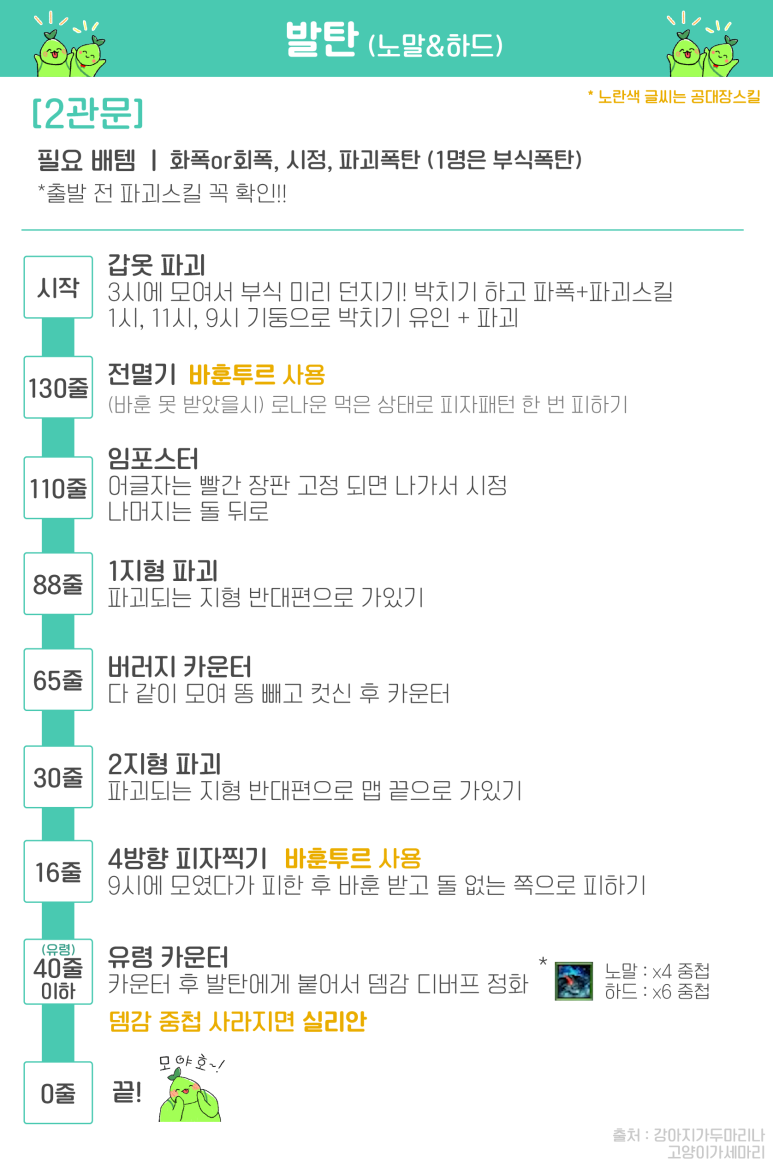 발탄 (노말&하드)
* 노란색 글씨는 공대장스킬
[2관문]
필요 배템 | 화폭or회폭, 시정, 파괴폭탄 (1명은 부식폭탄)
*출발 전 파괴스킬 꼭 확인!!
시작
갑옷 파괴
3시에 모여서 부식 미리 던지기! 박치기 하고 파폭+파괴스킬
1시, 11시, 9시 기둥으로 박치기 유인 + 파괴
130줄
전멸기 바훈투르 사용
(바훈 못 받았을시) 로나운 먹은 상태로 피자패턴 한 번 피하기
110줄
임포스터
어글자는 빨간 장판 고정 되면 나가서 시정
나머지는 돌 뒤로
88줄
1지형 파괴
파괴되는 지형 반대편으로 가있기
65줄
버러지 카운터
다 같이 모여 똥 빼고 컷신 후 카운터
30줄
2지형 파괴
파괴되는 지형 반대편으로 맵 끝으로 가있기
16줄
4방향 피자찍기 바훈투르 사용
9시에 모였다가 피한 후 바훈 받고 돌 없는 쪽으로 피하기
(유령)
40줄
이하
유령 카운터
카운터 후 발탄에게 붙어서 뎀감 디버프 정화
* 노말 : x4 중첩
하드 : x6 중첩
뎀감 중첩 사라지면 실리안
0줄
끝!
모야호~!
출처 : 강아지가두마리나
고양이가세마리